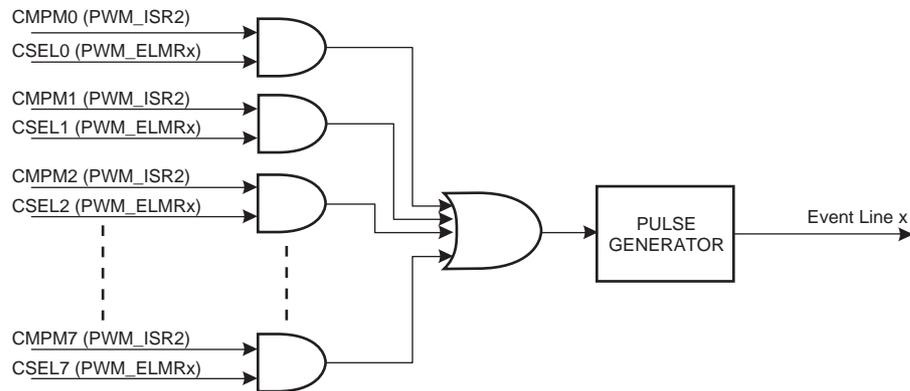 CMPM0 (PWM_ISR2)
CSEL0 (PWM_ELMRx)
CMPM1 (PWM_ISR2)
CSEL1 (PWM_ELMRx)
CMPM2 (PWM_ISR2)
CSEL2 (PWM_ELMRx)
CMPM7 (PWM_ISR2)
CSEL7 (PWM_ELMRx)
PULSE
GENERATOR
Event Line x